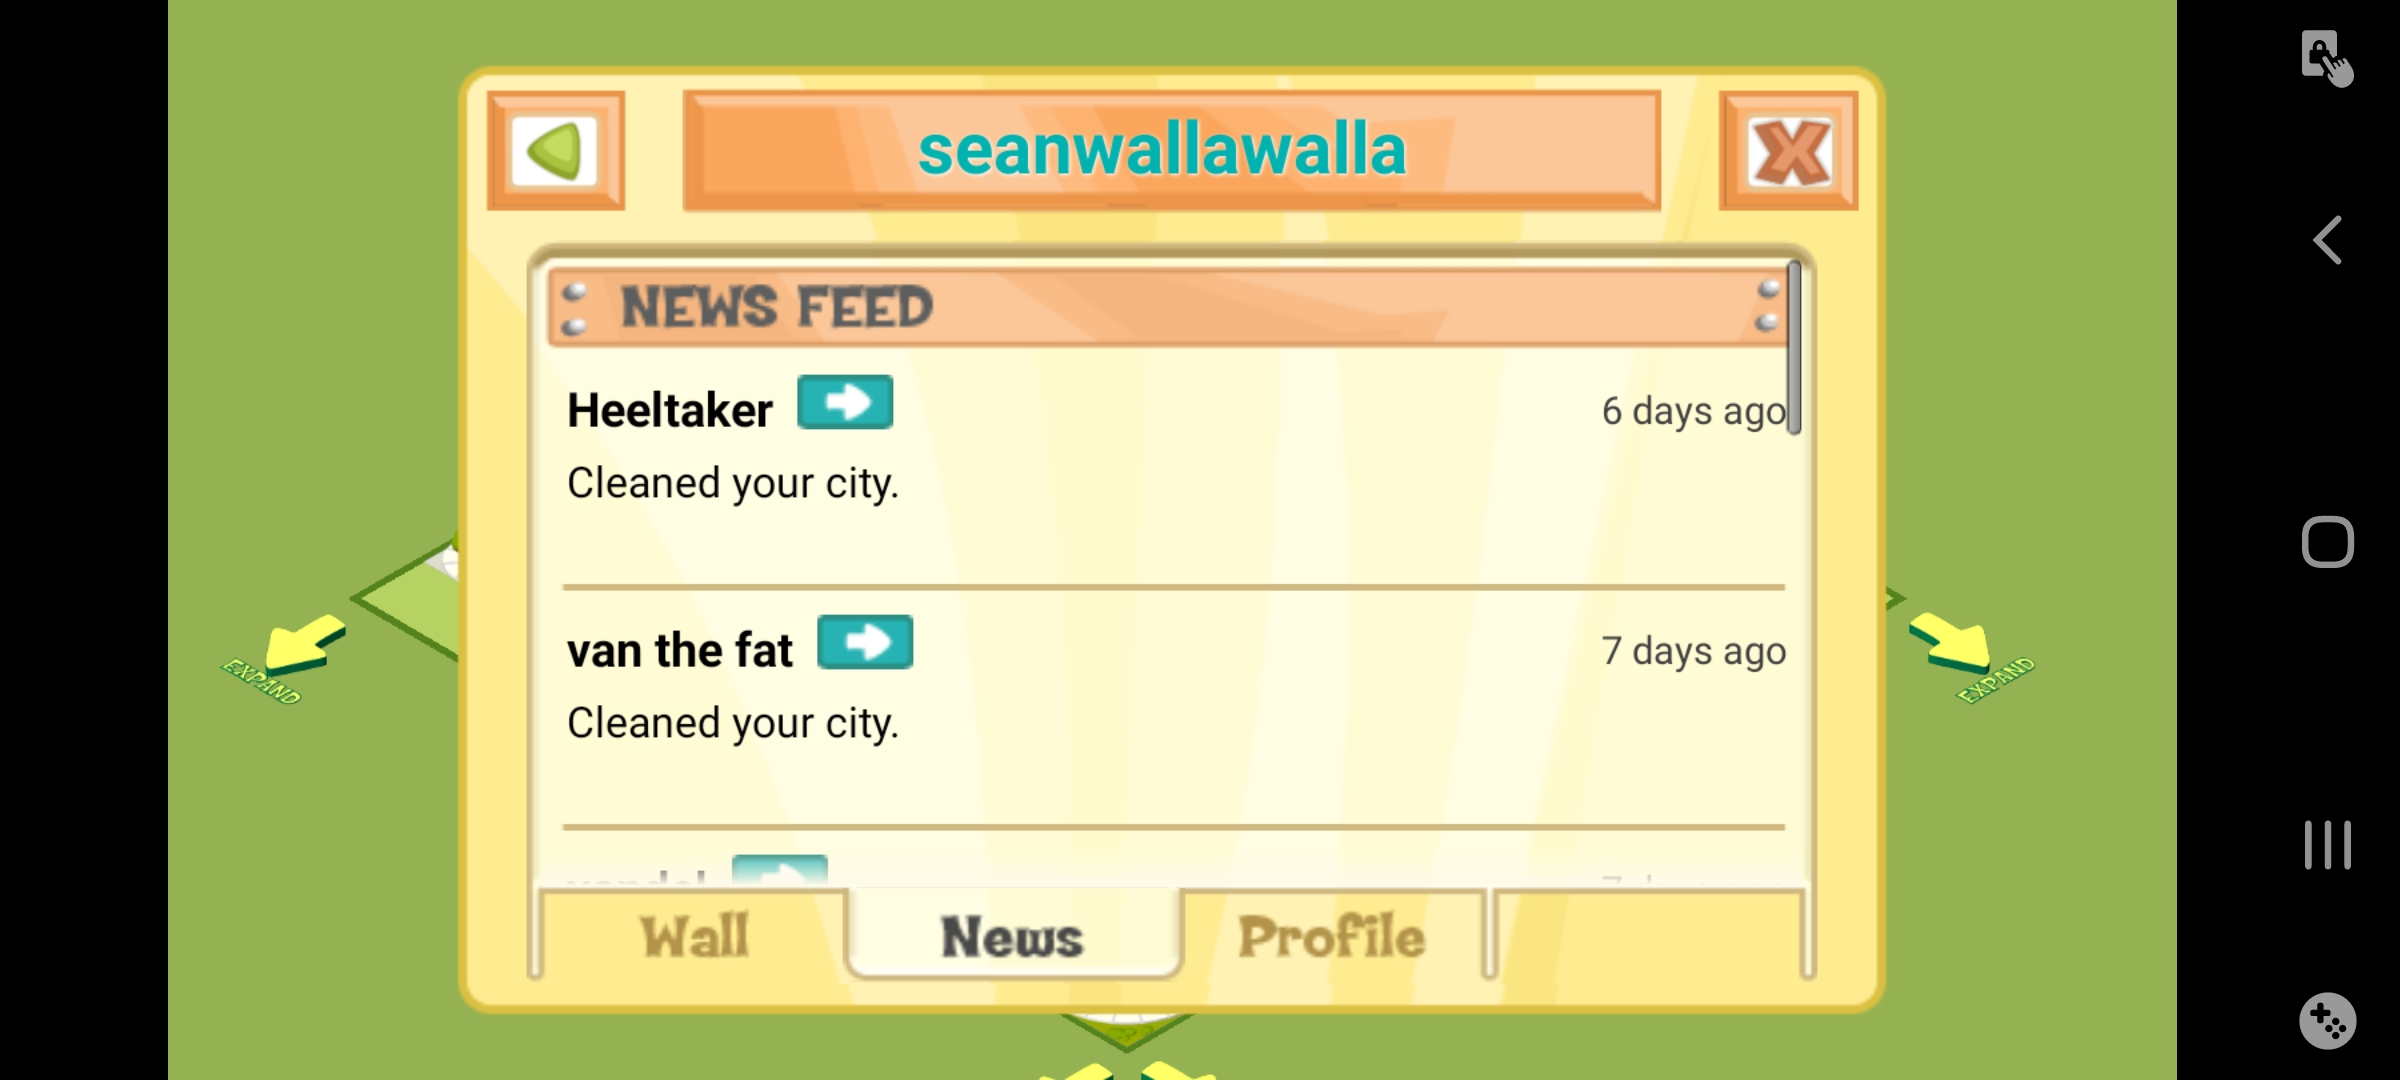 seanwallawalla
NEWS FEED
Heeltaker
6 days ago
Cleaned your city.
van the fat
7 days ago
Cleaned your city.
Wall
News
Profile
EXPAND
EXPAND